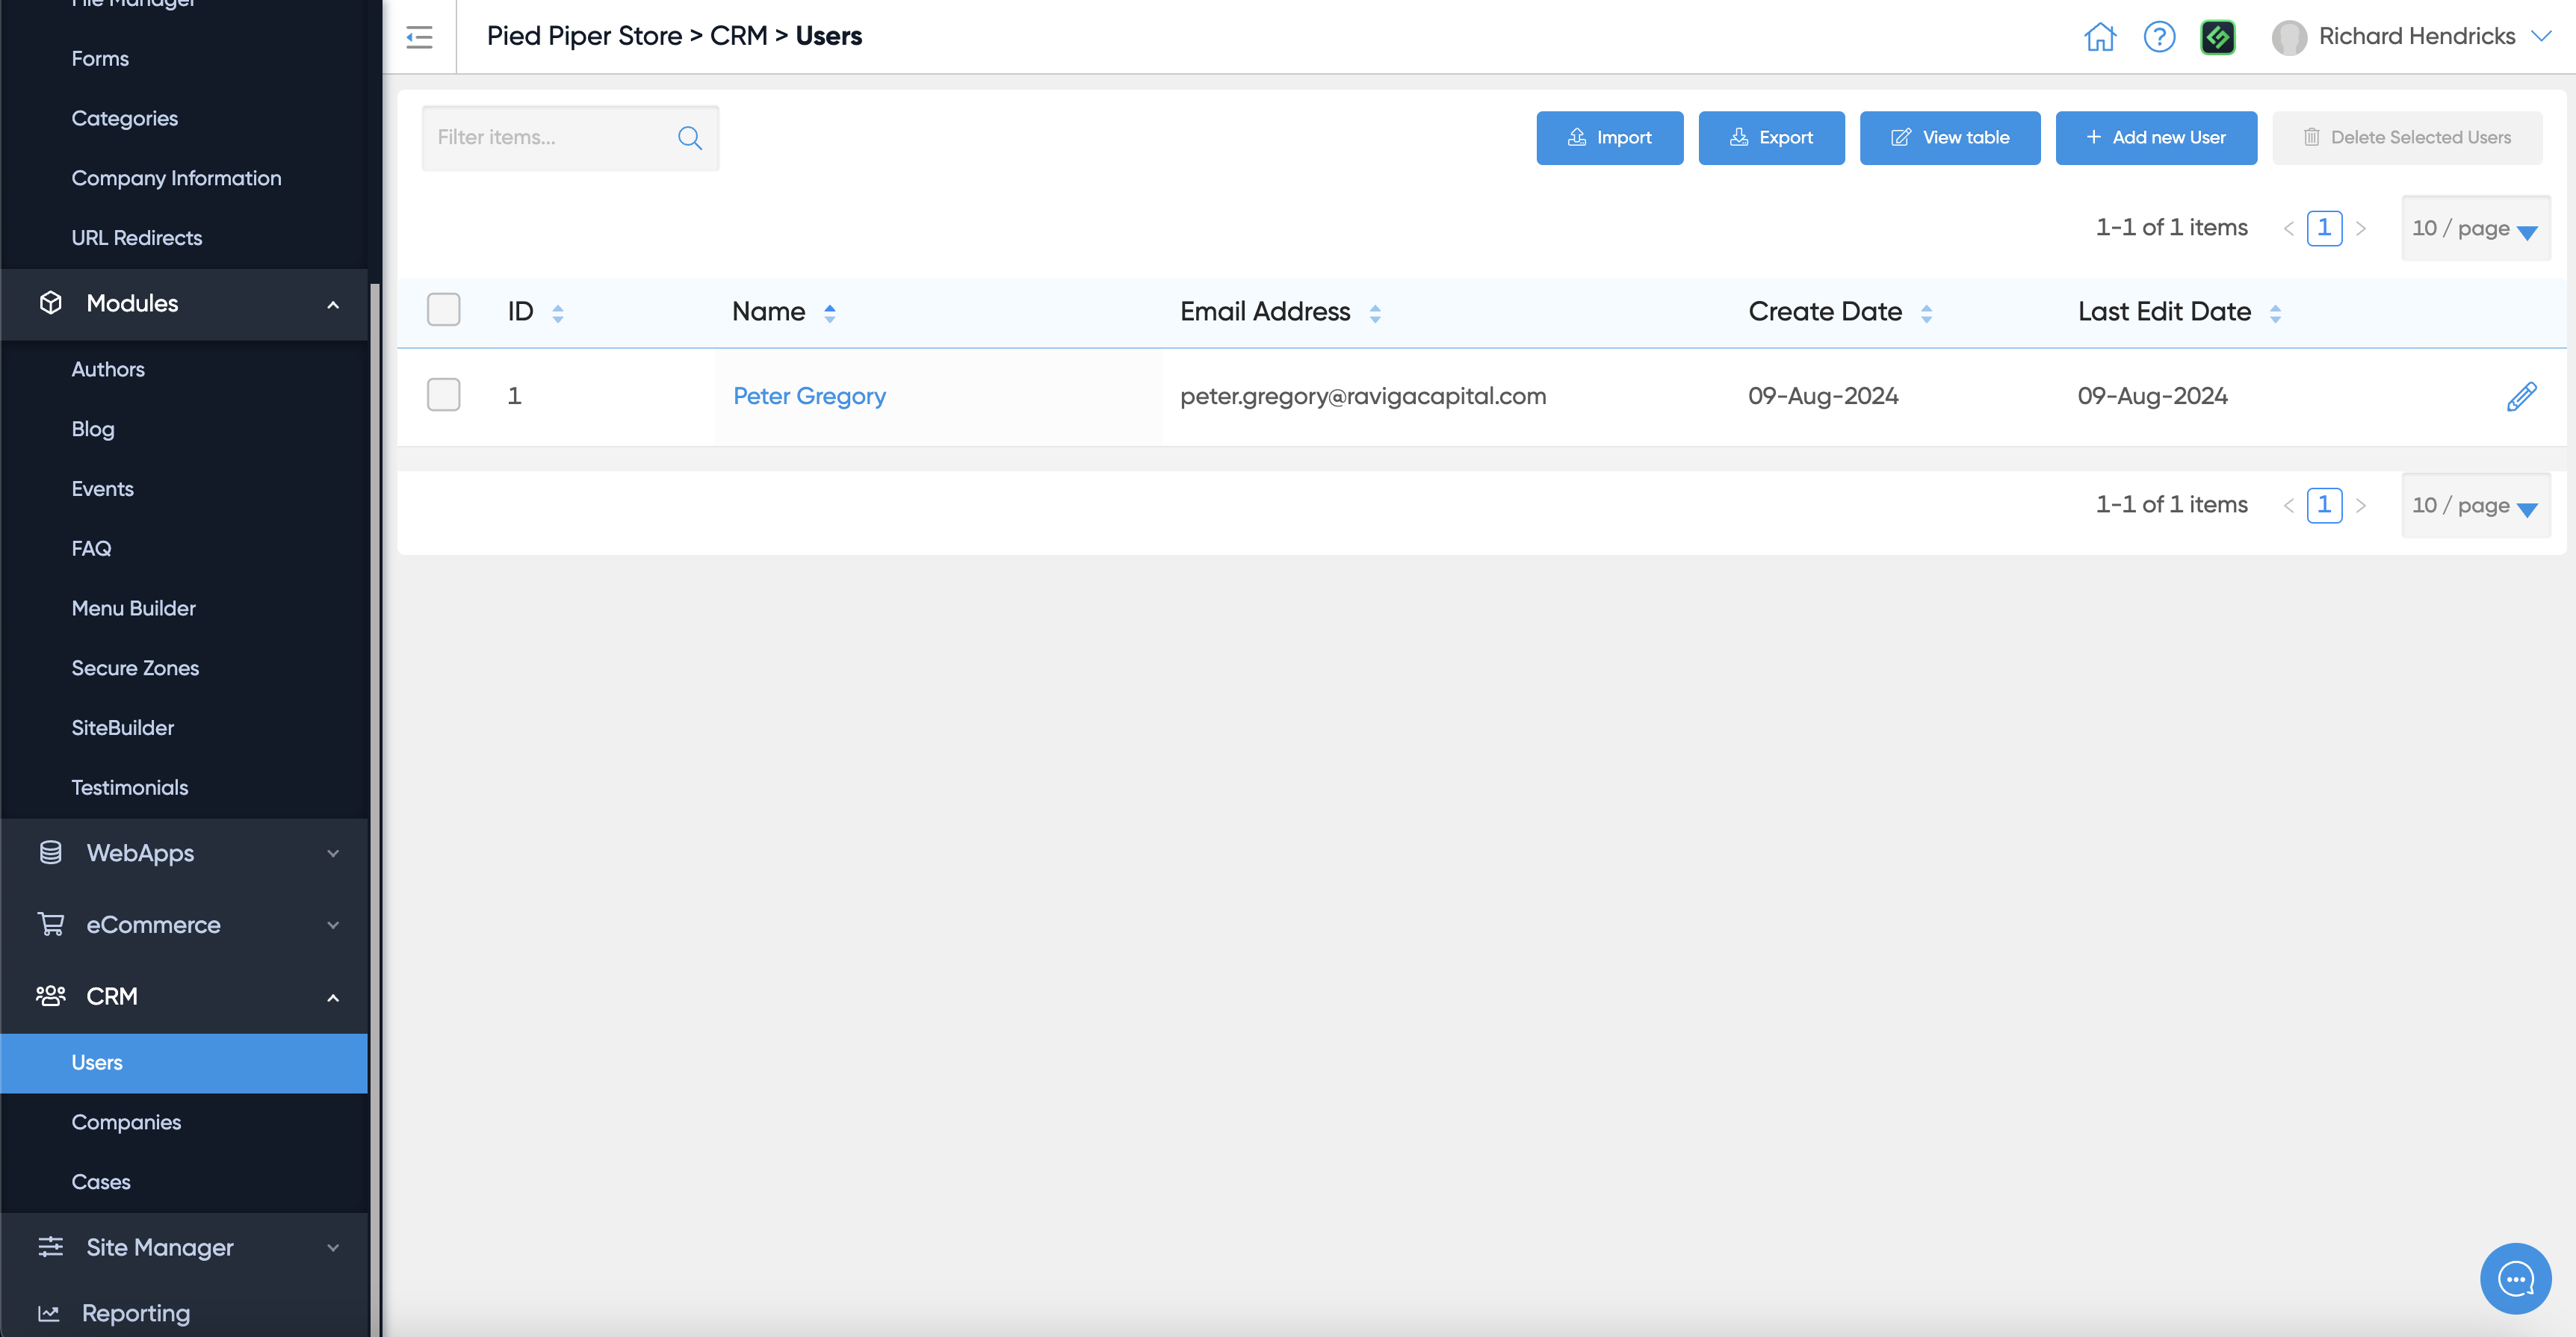 File Manager
Forms
Categories
Company Information
URL Redirects
Modules
Authors
Blog
Events
FAQ
Menu Builder
Secure Zones
SiteBuilder
Testimonials
WebApps
eCommerce
CRM
Users
Companies
Cases
Site Manager
Reporting
Pied Piper Store > CRM > Users
? Richard Hendricks
Filter items... Import Export View table + Add new User Delete Selected Users
1-1 of 1 items < 1 > 10 / page
ID Name Email Address Create Date Last Edit Date
1 Peter Gregory peter.gregory@ravigacapital.com 09-Aug-2024 09-Aug-2024
1-1 of 1 items < 1 > 10 / page